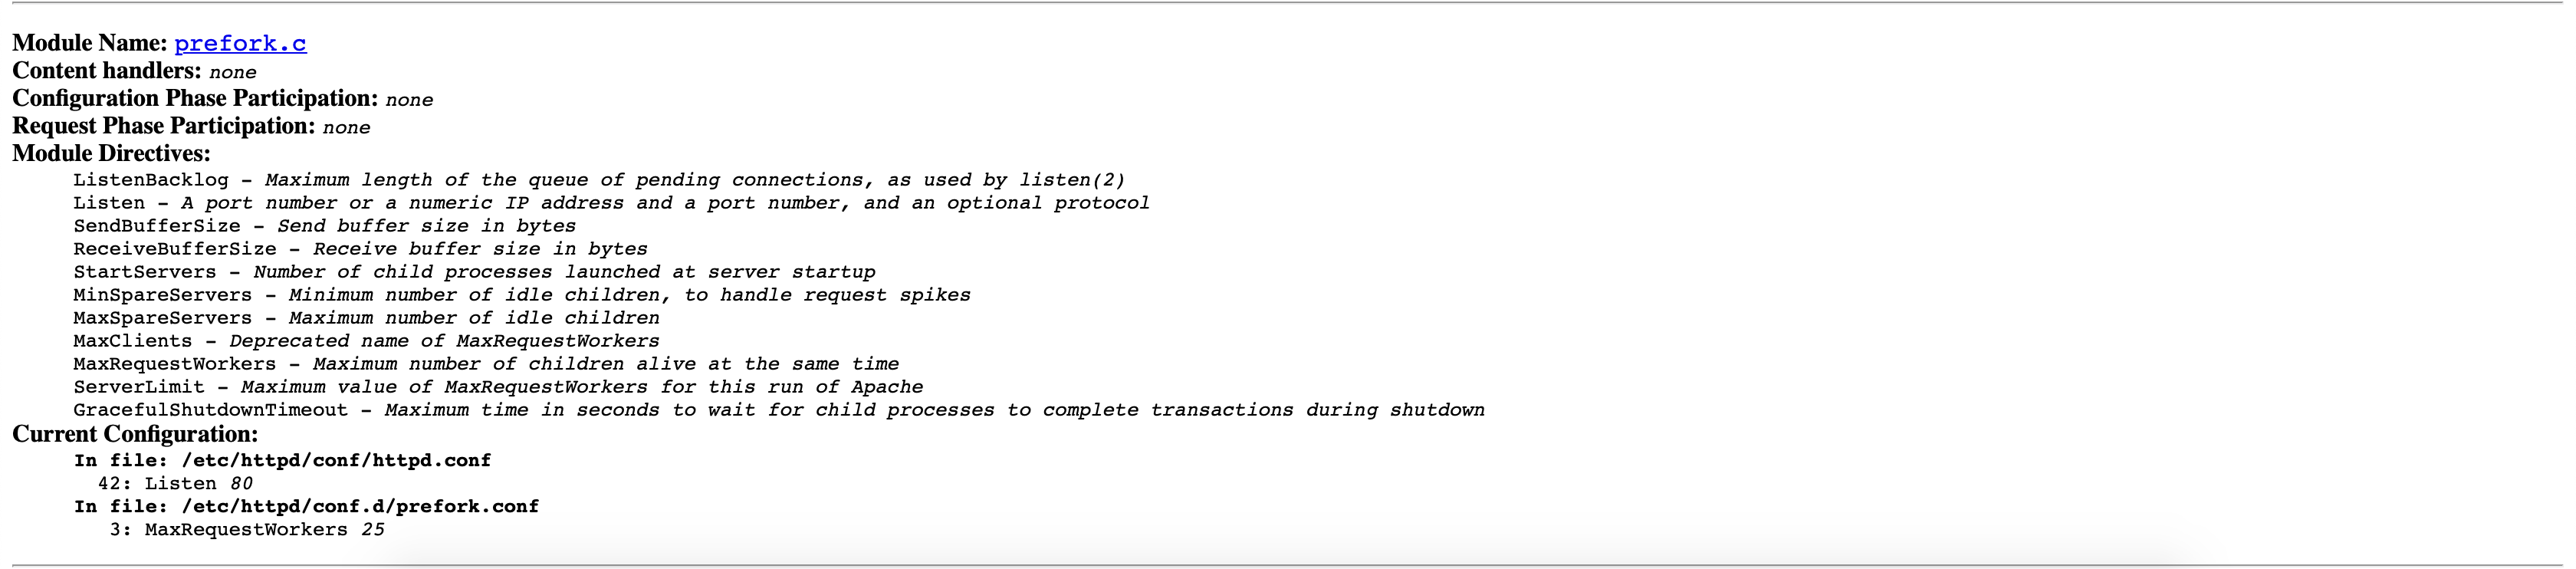 Module Name: prefork.c
Content handlers: none
Configuration Phase Participation: none
Request Phase Participation: none
Module Directives:
ListenBacklog - Maximum length of the queue of pending connections, as used by listen(2)
Listen - A port number or a numeric IP address and a port number, and an optional protocol
SendBufferSize - Send buffer size in bytes
ReceiveBufferSize - Receive buffer size in bytes
StartServers - Number of child processes launched at server startup
MinSpareServers - Minimum number of idle children, to handle request spikes
MaxSpareServers - Maximum number of idle children
MaxClients - Deprecated name of MaxRequestWorkers
MaxRequestWorkers - Maximum number of children alive at the same time
ServerLimit - Maximum value of MaxRequestWorkers for this run of Apache
GracefulShutdownTimeout - Maximum time in seconds to wait for child processes to complete transactions during shutdown
Current Configuration:
In file: /etc/httpd/conf/httpd.conf
42: Listen 80
In file: /etc/httpd/conf.d/prefork.conf
3: MaxRequestWorkers 25